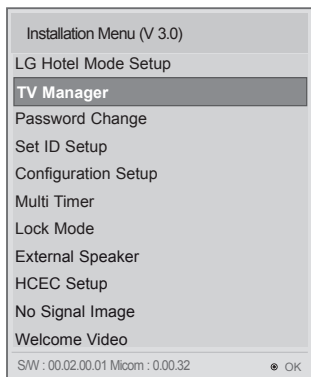 Installation Menu (V 3.0)
LG Hotel Mode Setup
TV Manager
Password Change
Set ID Setup
Configuration Setup
Multi Timer
Lock Mode
External Speaker
HCEC Setup
No Signal Image
Welcome Video
S/W : 00.02.00.01 Micom : 0.00.32 ◉ OK